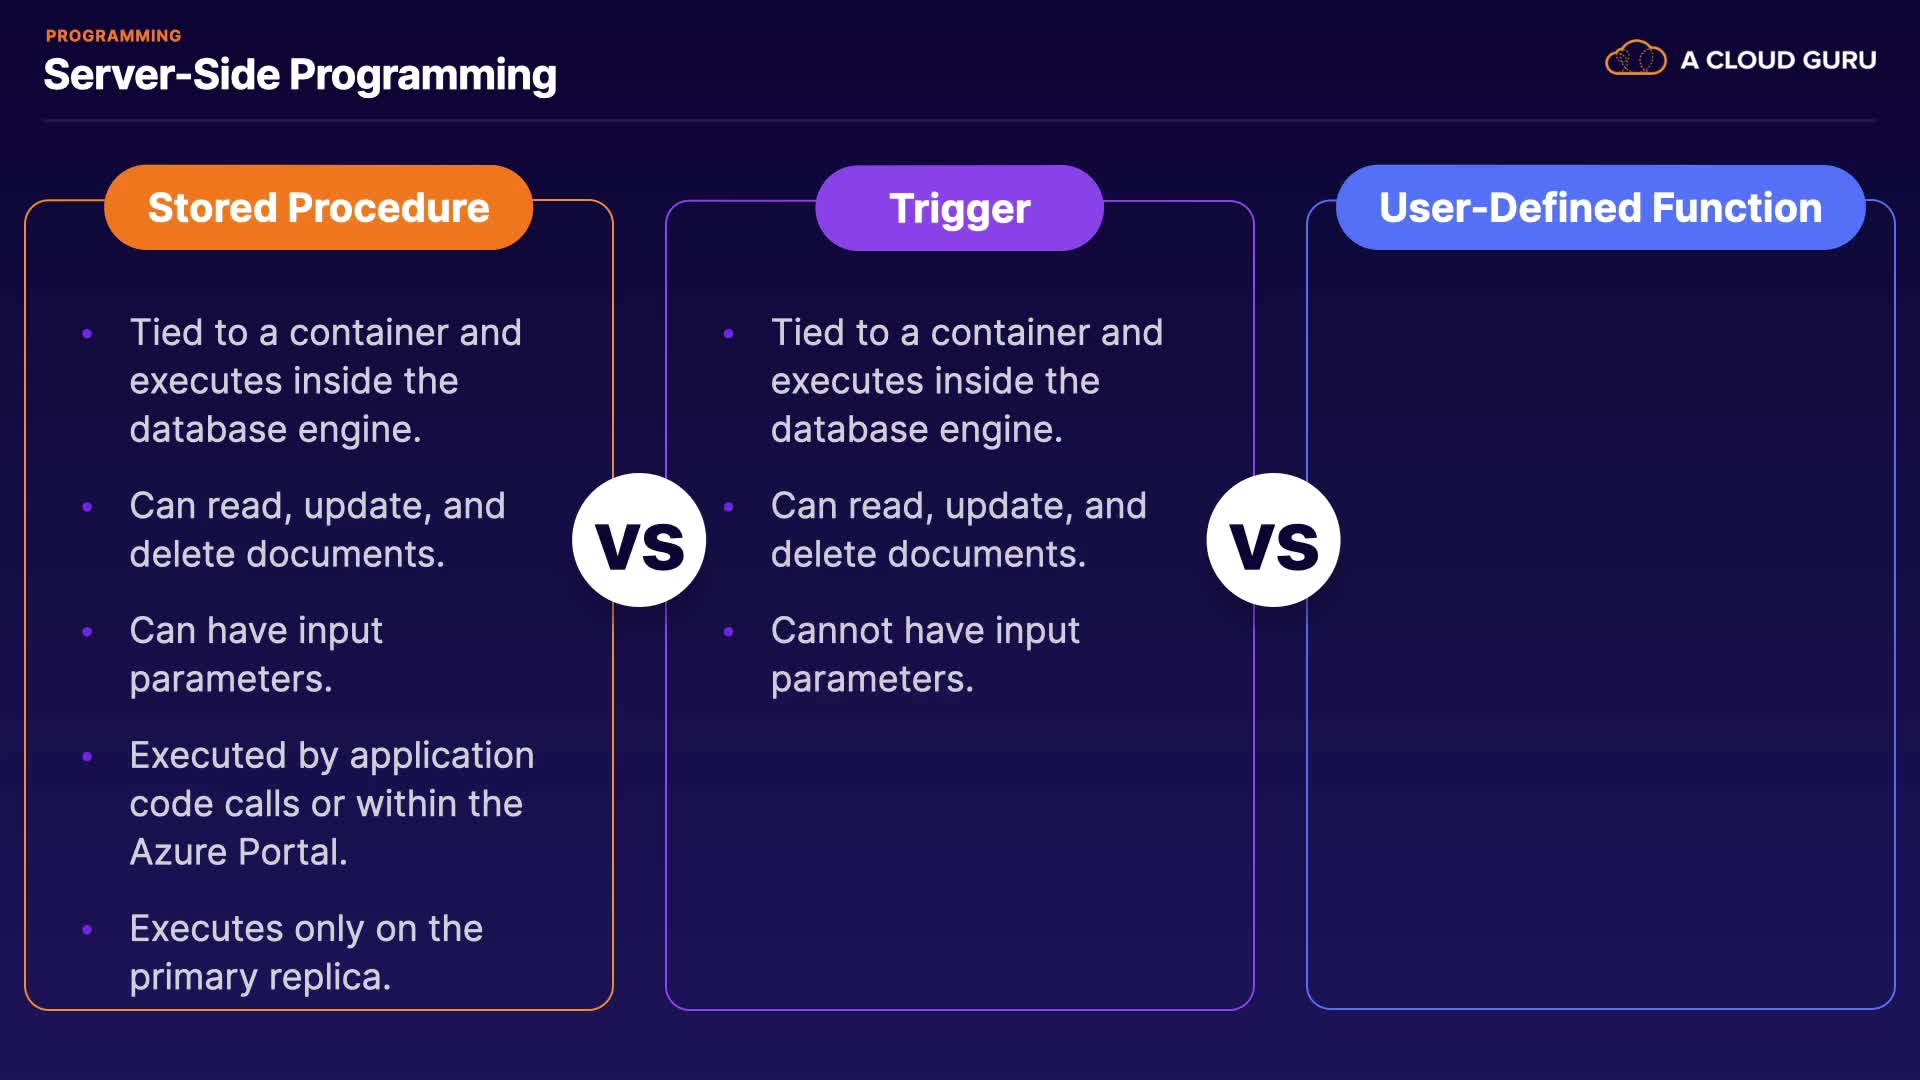 PROGRAMMING
Server-Side Programming
A CLOUD GURU
Stored Procedure
• Tied to a container and
executes inside the
database engine.
• Can read, update, and
delete documents.
• Can have input
parameters.
• Executed by application
code calls or within the
Azure Portal.
• Executes only on the
primary replica.
VS
Trigger
• Tied to a container and
executes inside the
database engine.
• Can read, update, and
delete documents.
• Cannot have input
parameters.
VS
User-Defined Function